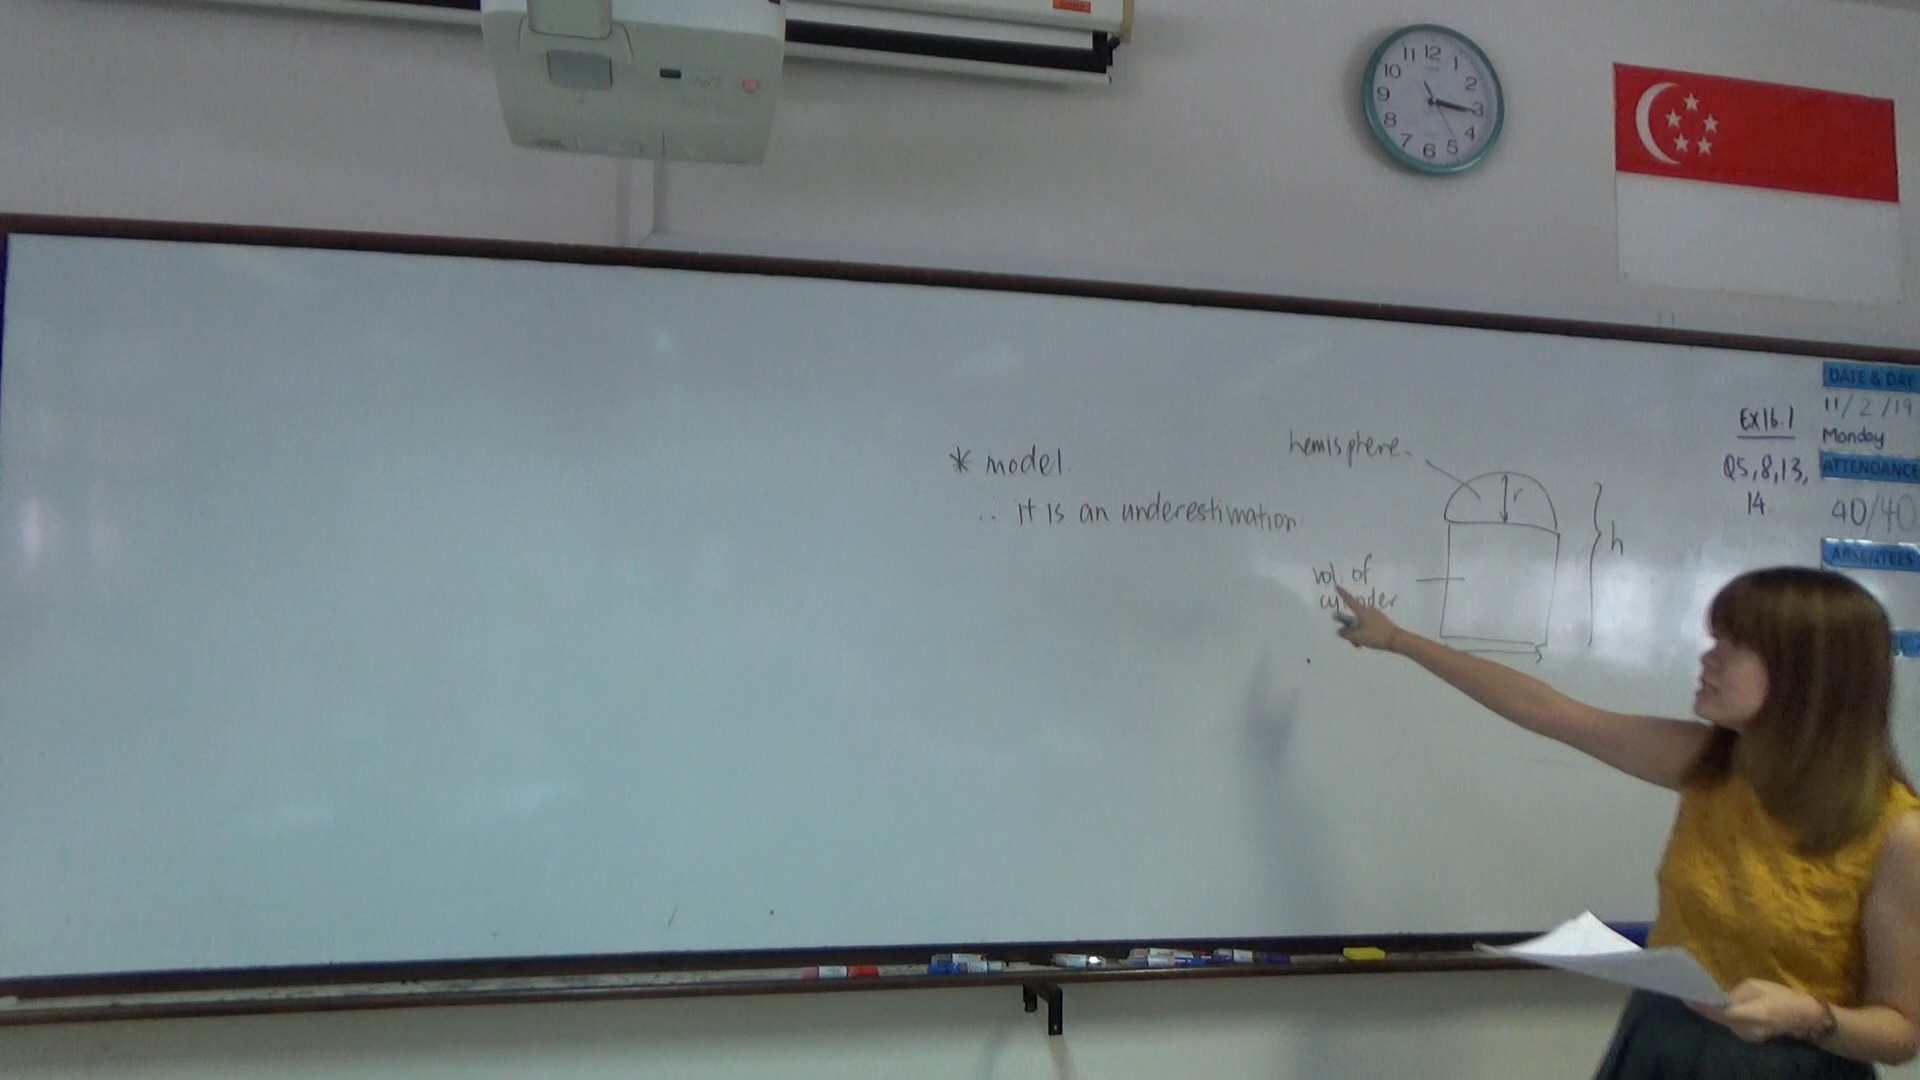 12
11
1
10
2
9
3
8
4
7
5
6
DATE & DAY
11/2/19
Monday
ATTENDANCE
40/40
ABSENTEES
Ex16.1
Q5,8,13,
14
* model.
∴ it is an underestimation.
hemisphere.
r
h
vol. of
cylinder